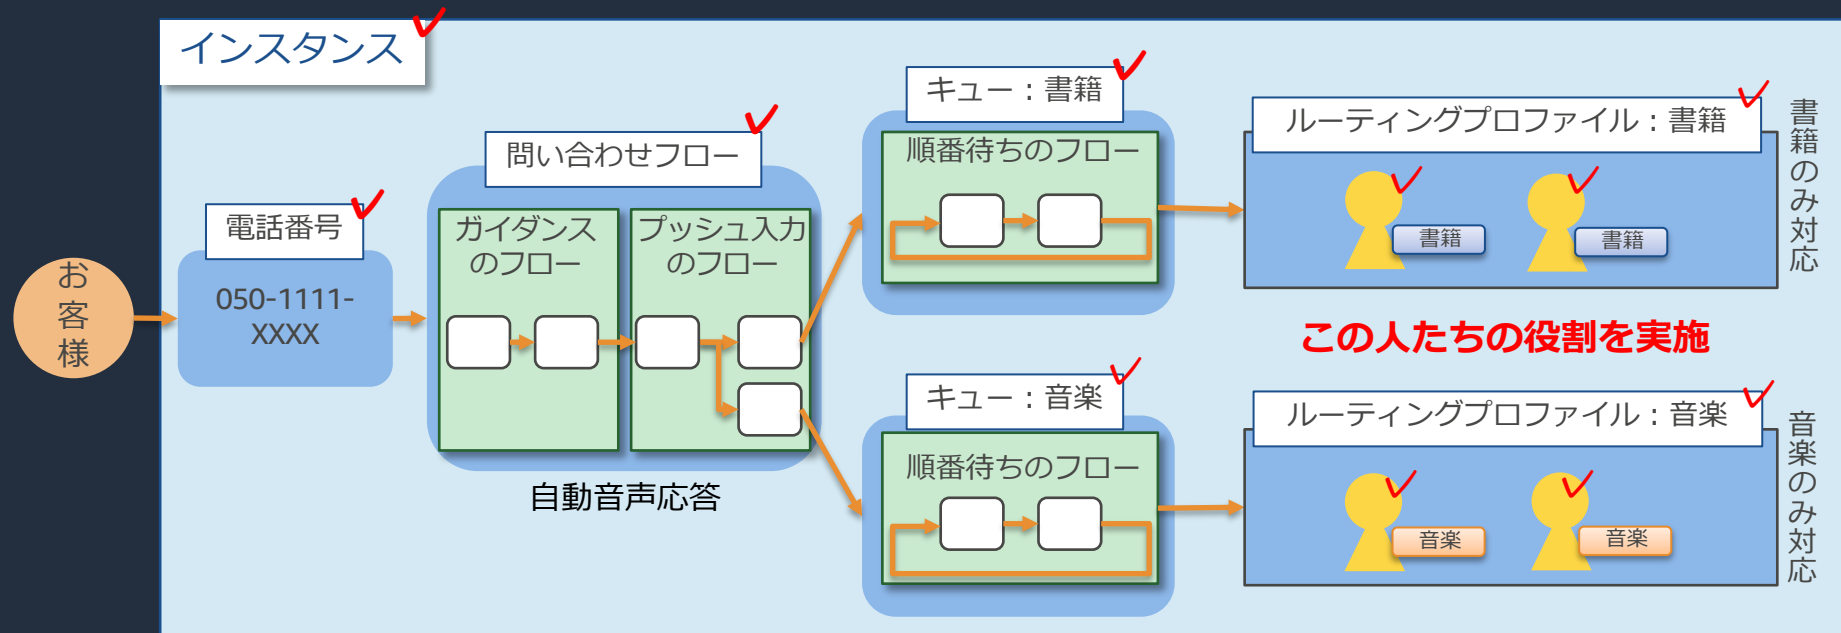 インスタンス
お
客
様
電話番号
050-1111-
XXXX
問い合わせフロー
ガイダンス
のフロー
プッシュ入力
のフロー
自動音声応答
キュー：書籍
順番待ちのフロー
ルーティングプロファイル：書籍
書籍
書籍
書籍のみ対応
この人たちの役割を実施
キュー：音楽
順番待ちのフロー
ルーティングプロファイル：音楽
音楽
音楽
音楽のみ対応